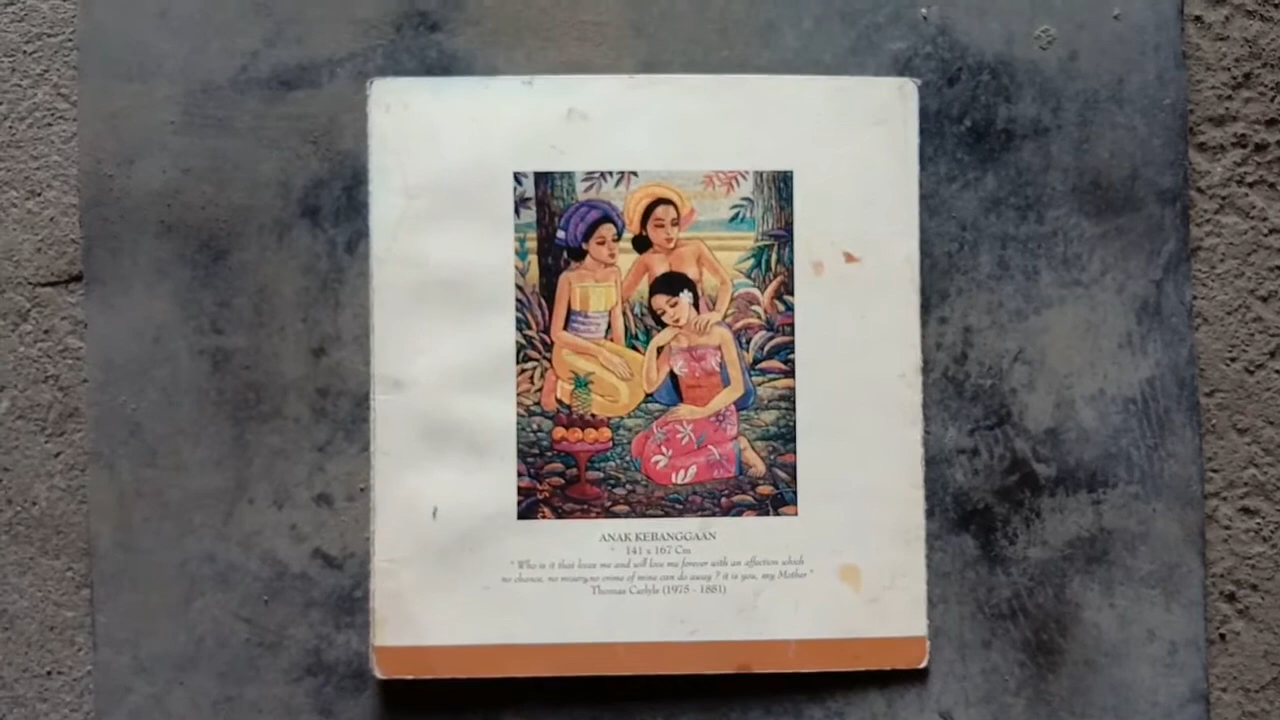 ANAK KEBANGGAAN
141 x 167 Cm
" Who is it that loves me and will love me forever with an affection which
no chance, no misery,no crime of mine can do away ? it is you, my Mother "
Thomas Carlyle (1975 - 1881)